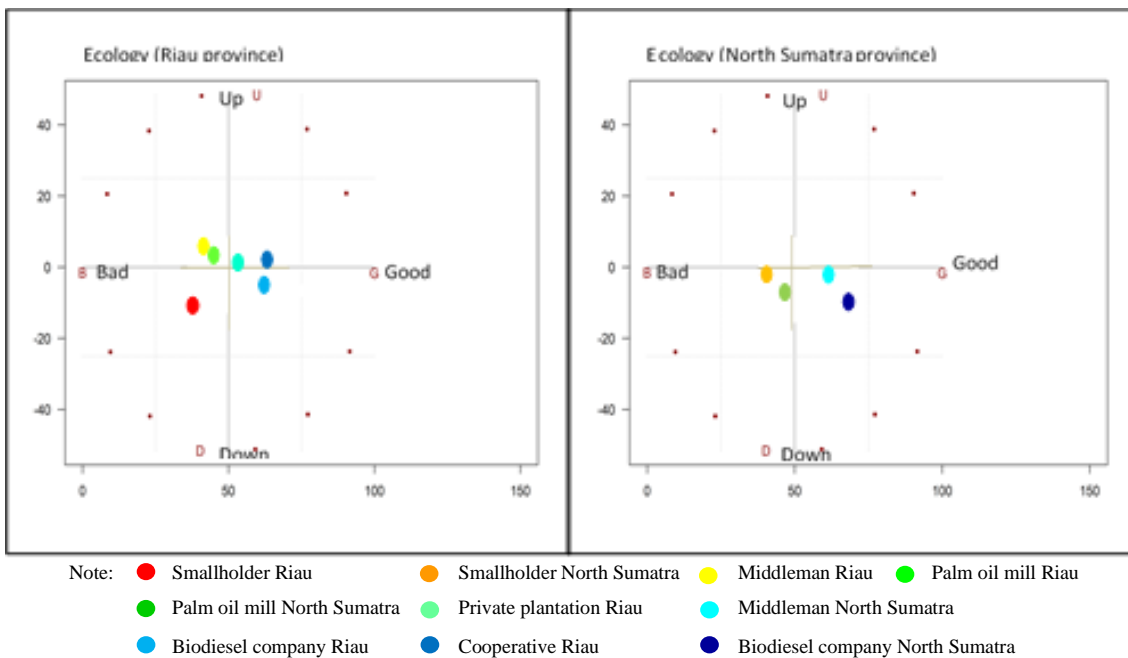 Ecology (Riau province)
Up U
40
20
0
B Bad
G Good
-20
-40
D Down
0 50 100 150
Ecology (North Sumatra province)
Up U
40
20
0
B Bad
G Good
-20
-40
D Down
0 50 100 150
Note: Smallholder Riau Smallholder North Sumatra Middleman Riau Palm oil mill Riau
Palm oil mill North Sumatra Private plantation Riau Middleman North Sumatra
Biodiesel company Riau Cooperative Riau Biodiesel company North Sumatra